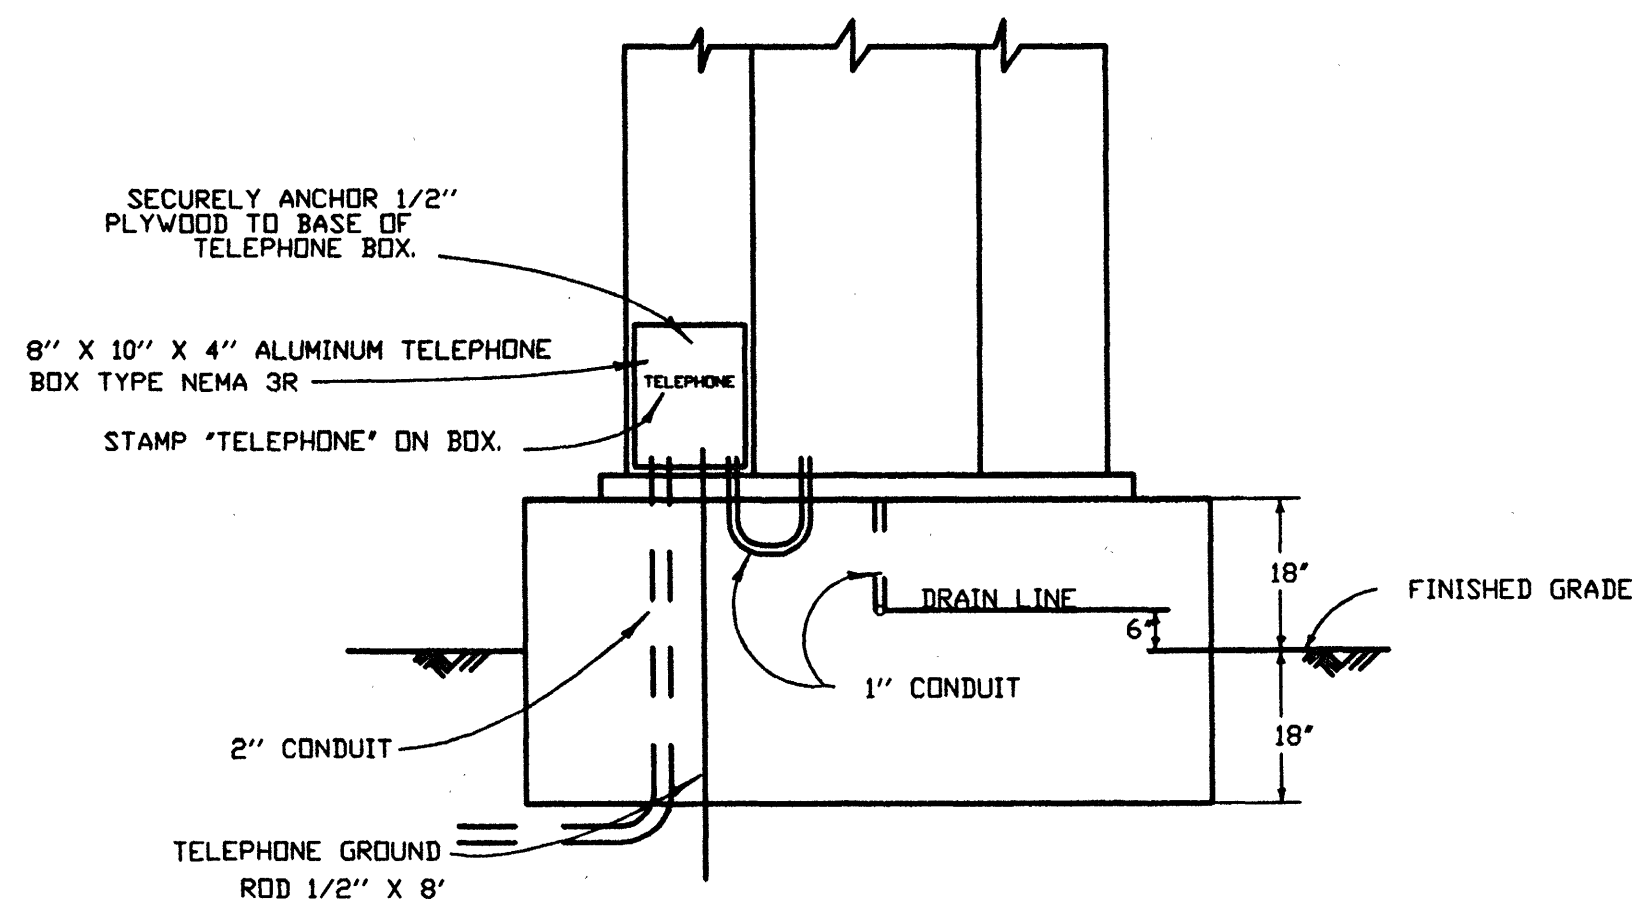 SECURELY ANCHOR 1/2"
PLYWOOD TO BASE OF
TELEPHONE BOX.
8" X 10" X 4" ALUMINUM TELEPHONE
BOX TYPE NEMA 3R
TELEPHONE
STAMP "TELEPHONE" ON BOX.
18"
FINISHED GRADE
DRAIN LINE
6"
1" CONDUIT
2" CONDUIT
18"
TELEPHONE GROUND
ROD 1/2" X 8'